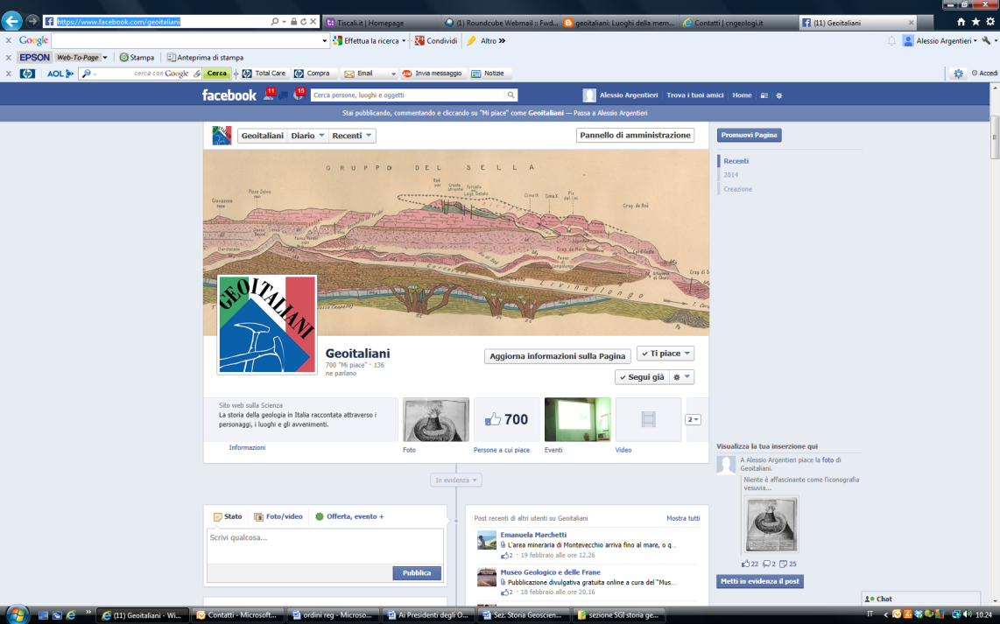 https://www.facebook.com/geoitaliani
Tiscali.it | Homepage
(1) Roundcube Webmail :: Fwd...
geoitaliani: Luoghi della mem...
Contatti | cngeologi.it
(11) Geoitaliani
Google
Effettua la ricerca
Condividi
Altro »
Alessio Argentieri
EPSON Web-To-Page
Stampa
Anteprima di stampa
AOL
cerca con Google
Cerca
Total Care
Compra
Email
Invia messaggio
Notizie
Accedi
facebook
11
15
Cerca persone, luoghi e oggetti
Alessio Argentieri
Trova i tuoi amici
Home
Stai pubblicando, commentando e cliccando su "Mi piace" come Geoitaliani — Passa a Alessio Argentieri
Geoitaliani
Diario
Recenti
Pannello di amministrazione
Promuovi Pagina
Recenti
2014
Creazione
GRUPPO DEL SELLA
Livinallongo
GEOITALIANI
Geoitaliani
700 "Mi piace" · 136
ne parlano
Aggiorna informazioni sulla Pagina
Ti piace
Segui già
Sito web sulla Scienza
La storia della geologia in Italia raccontata attraverso i
personaggi, i luoghi e gli avvenimenti.
Informazioni
700
2
Foto
Persone a cui piace
Eventi
Video
In evidenza
Visualizza la tua inserzione qui
A Alessio Argentieri piace la foto di
Geoitaliani.
Niente è affascinante come l'iconografia
vesuvia...
22 2 25
Metti in evidenza il post
Stato
Foto/video
Offerta, evento +
Scrivi qualcosa...
Pubblica
Post recenti di altri utenti su Geoitaliani
Mostra tutti
Emanuela Marchetti
L'area mineraria di Montevecchio arriva fino al mare, o q...
2 · 19 febbraio alle ore 12.26
Museo Geologico e delle Frane
Pubblicazione divulgativa gratuita online a cura del "Mus...
2 · 18 febbraio alle ore 20.16
Chat
(11) Geoitaliani - Wi...
Contatti - Microsoft...
ordini reg - Microso...
Ai Presidenti degli O...
Sez. Storia Geoscien...
sezione SGI storia ge...
IT
10.24